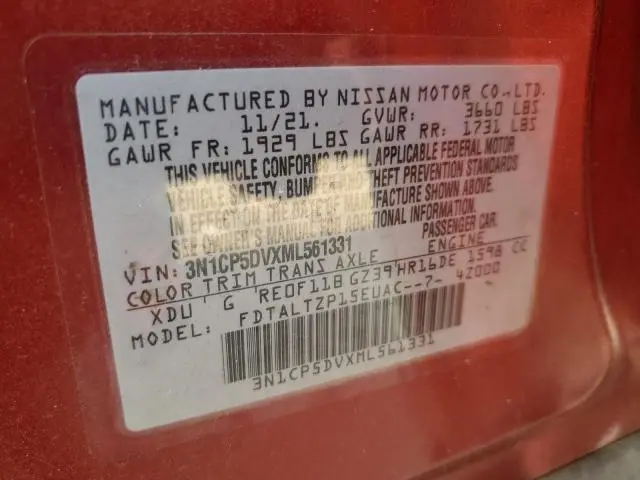 MANUFACTURED BY NISSAN MOTOR CO.,LTD.
DATE: 11/21. GVWR: 3660 LBS
GAWR FR: 1929 LBS GAWR RR: 1731 LBS
THIS VEHICLE CONFORMS TO ALL APPLICABLE FEDERAL MOTOR
VEHICLE SAFETY, BUMPER AND THEFT PREVENTION STANDARDS
IN EFFECT ON THE DATE OF MANUFACTURE SHOWN ABOVE.
SEE OWNER'S MANUAL FOR ADDITIONAL INFORMATION.
VIN: 3N1CP5DVXML561331 PASSENGER CAR
COLOR TRIM TRANS AXLE ENGINE
XDU G RE0F11B GZ39 HR16DE 1598 CC
MODEL: FDTALTZP15EUAC--7- 42000
3N1CP5DVXML561331